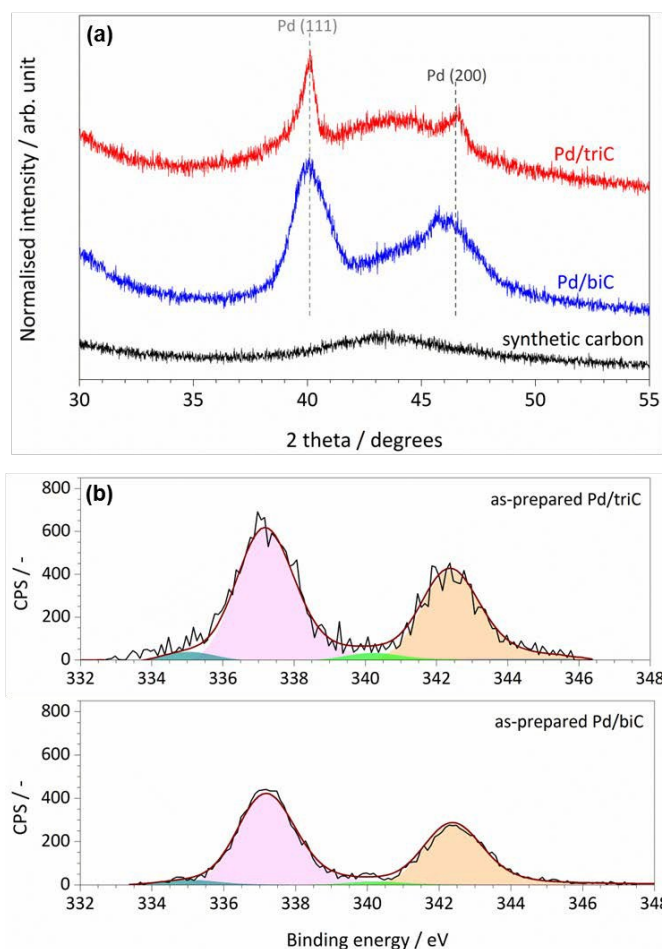 (a)
Pd (111)
Pd (200)
Pd/triC
Pd/biC
synthetic carbon
Normalised intensity / arb. unit
30 35 40 45 50 55
2 theta / degrees
(b)
as-prepared Pd/triC
800
600
400
200
0
CPS / -
332 334 336 338 340 342 344 346 348
as-prepared Pd/biC
800
600
400
200
0
CPS / -
332 334 336 338 340 342 344 346 348
Binding energy / eV